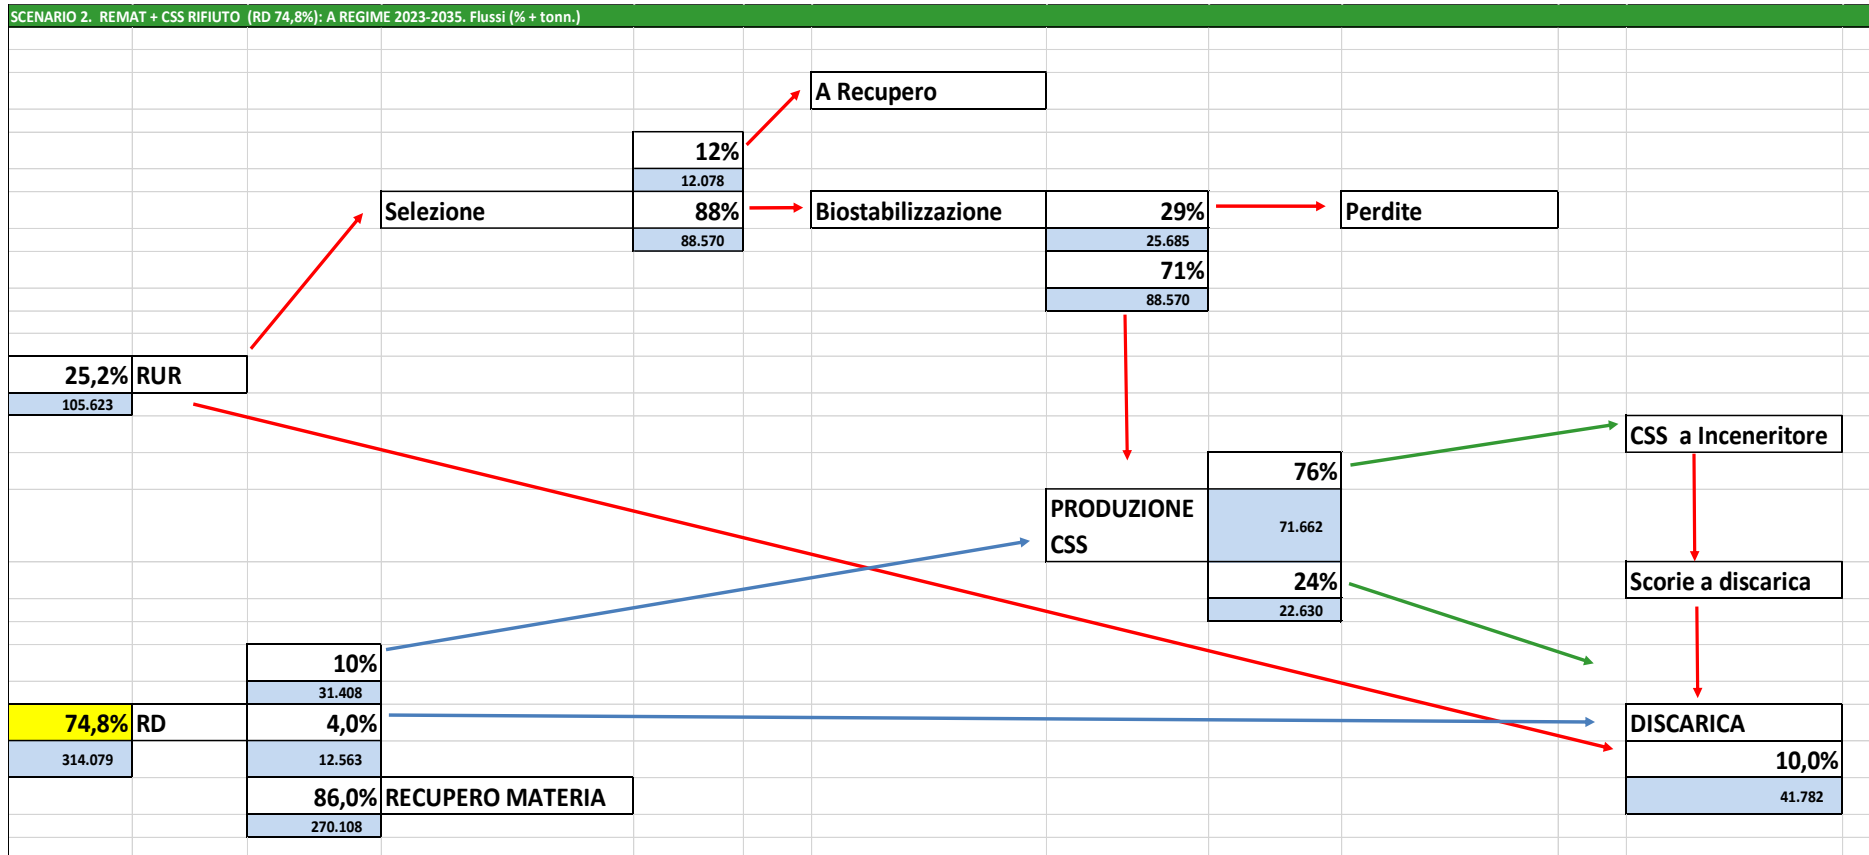 SCENARIO 2. REMAT + CSS RIFIUTO (RD 74,8%): A REGIME 2023-2035. Flussi (% + tonn.)
A Recupero
12%
12.078
Selezione
88%
Biostabilizzazione
29%
Perdite
88.570
25.685
71%
88.570
25,2%
RUR
105.623
CSS a Inceneritore
76%
PRODUZIONE
CSS
71.662
24%
Scorie a discarica
22.630
10%
31.408
74,8%
RD
4,0%
DISCARICA
314.079
12.563
10,0%
86,0%
RECUPERO MATERIA
41.782
270.108